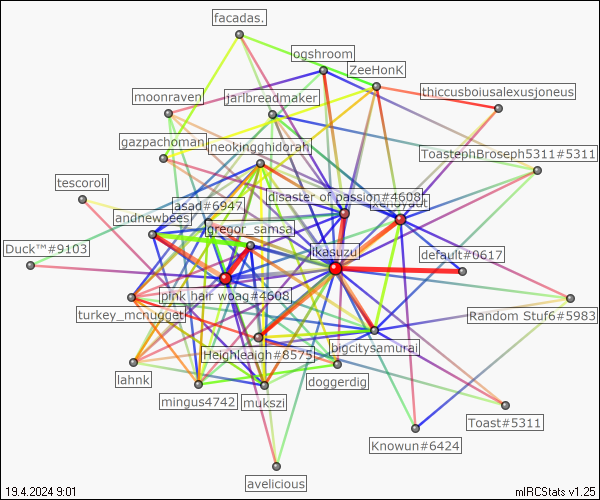 facadas.
ogshroom
ZeeHonK
thiccusboiusalexusjoneus
moonraven
jaribreadmaker
gazpachoman
neokingghidorah
ToastephBroseph5311#5311
tescoroll
disaster of passion#4608
asad#6947
andnewbees
gregor_samsa
ikasuzu
Duck™#9103
default#0617
pink hair woag#4608
turkey_mcnugget
Random Stuf6#5983
bigcitysamurai
Heighleaigh#8575
lahnk
doggerdig
mingus4742
mukszi
Toast#5311
Knowun#6424
avelicious
19.4.2024 9:01
mIRCStats v1.25